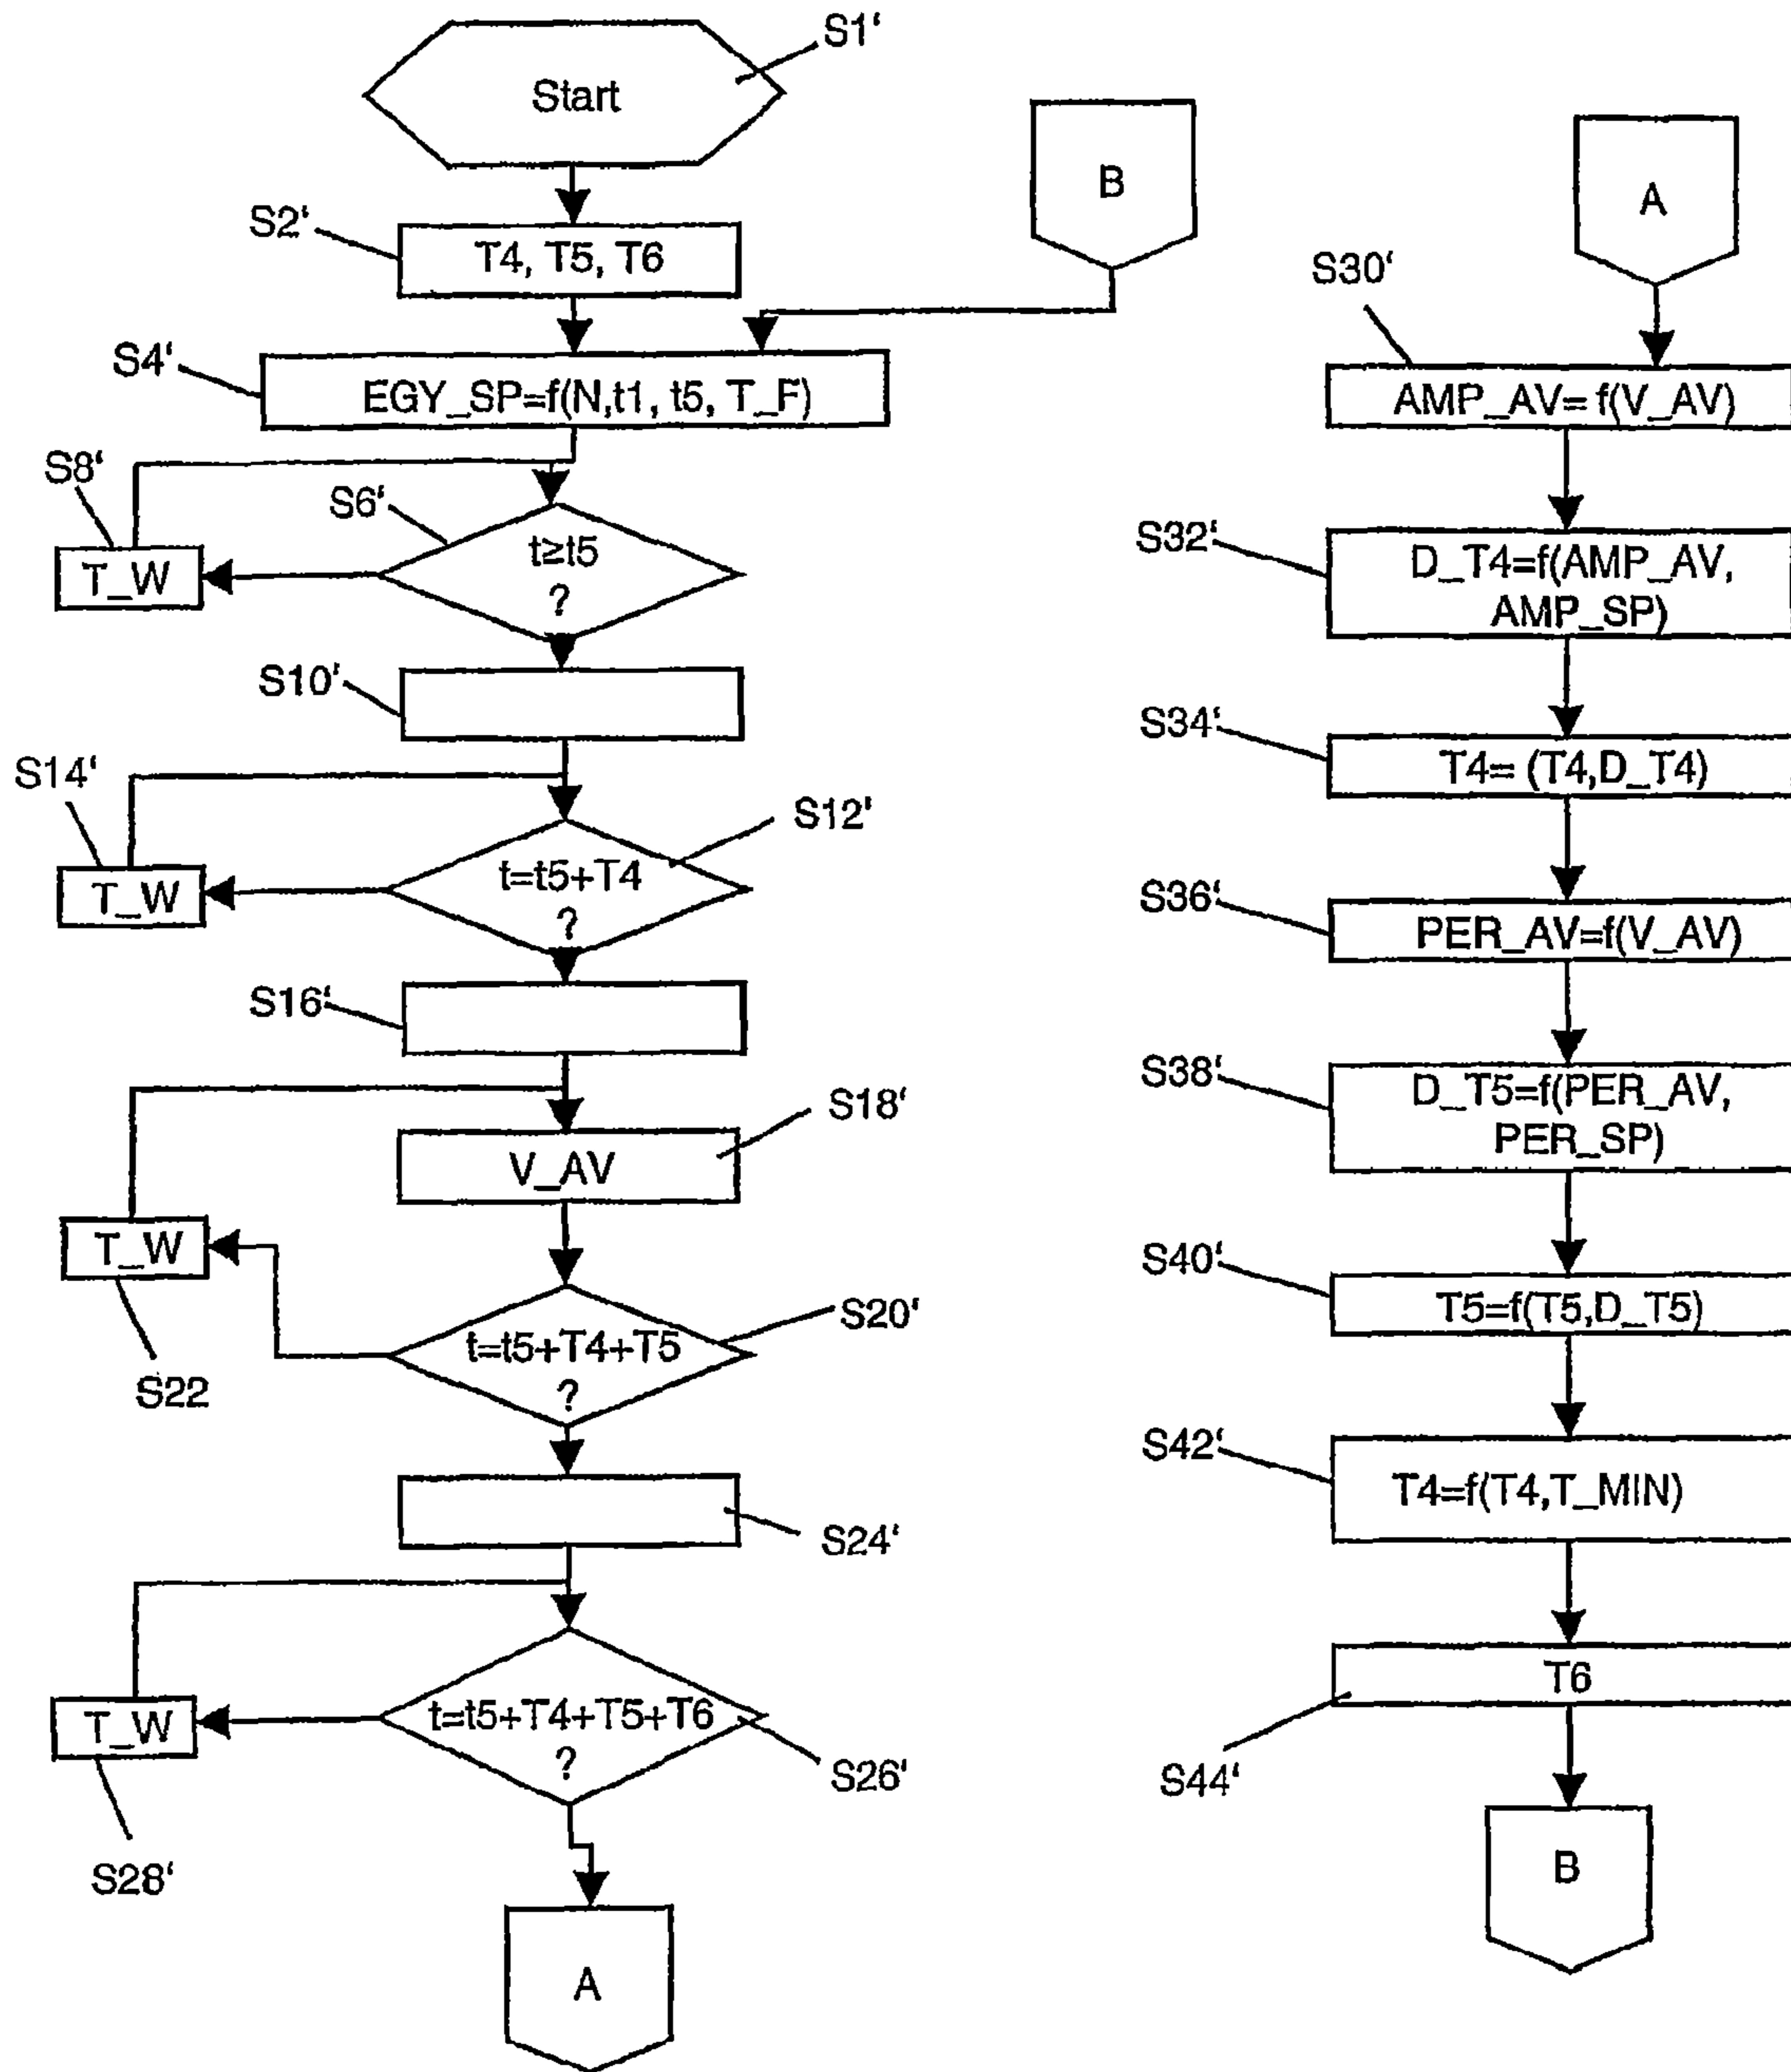 Start
S1‘
S2‘
T4, T5, T6
B
S4‘
EGY_SP=f(N,t1, t5, T_F)
S8‘
T_W
S6‘
t≥t5
?
S10‘
S14‘
T_W
S12‘
t=t5+T4
?
S16‘
S18‘
V_AV
T_W
S22
S20‘
t=t5+T4+T5
?
S24‘
T_W
S28‘
t=t5+T4+T5+T6
?
S26‘
A
A
S30‘
AMP_AV= f(V_AV)
S32‘
D_T4=f(AMP_AV,
AMP_SP)
S34‘
T4= (T4,D_T4)
S36‘
PER_AV=f(V_AV)
S38‘
D_T5=f(PER_AV,
PER_SP)
S40‘
T5=f(T5,D_T5)
S42‘
T4=f(T4,T_MIN)
T6
S44‘
B